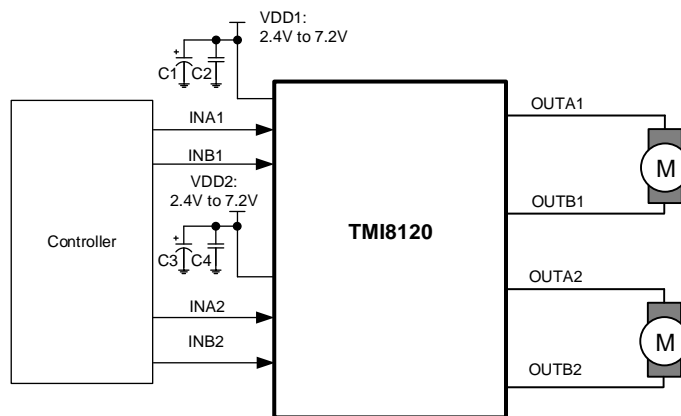 VDD1:
2.4V to 7.2V
C1
C2
OUTA1
INA1
M
INB1
VDD2:
2.4V to 7.2V
OUTB1
TMI8120
Controller
C3
C4
OUTA2
INA2
M
INB2
OUTB2